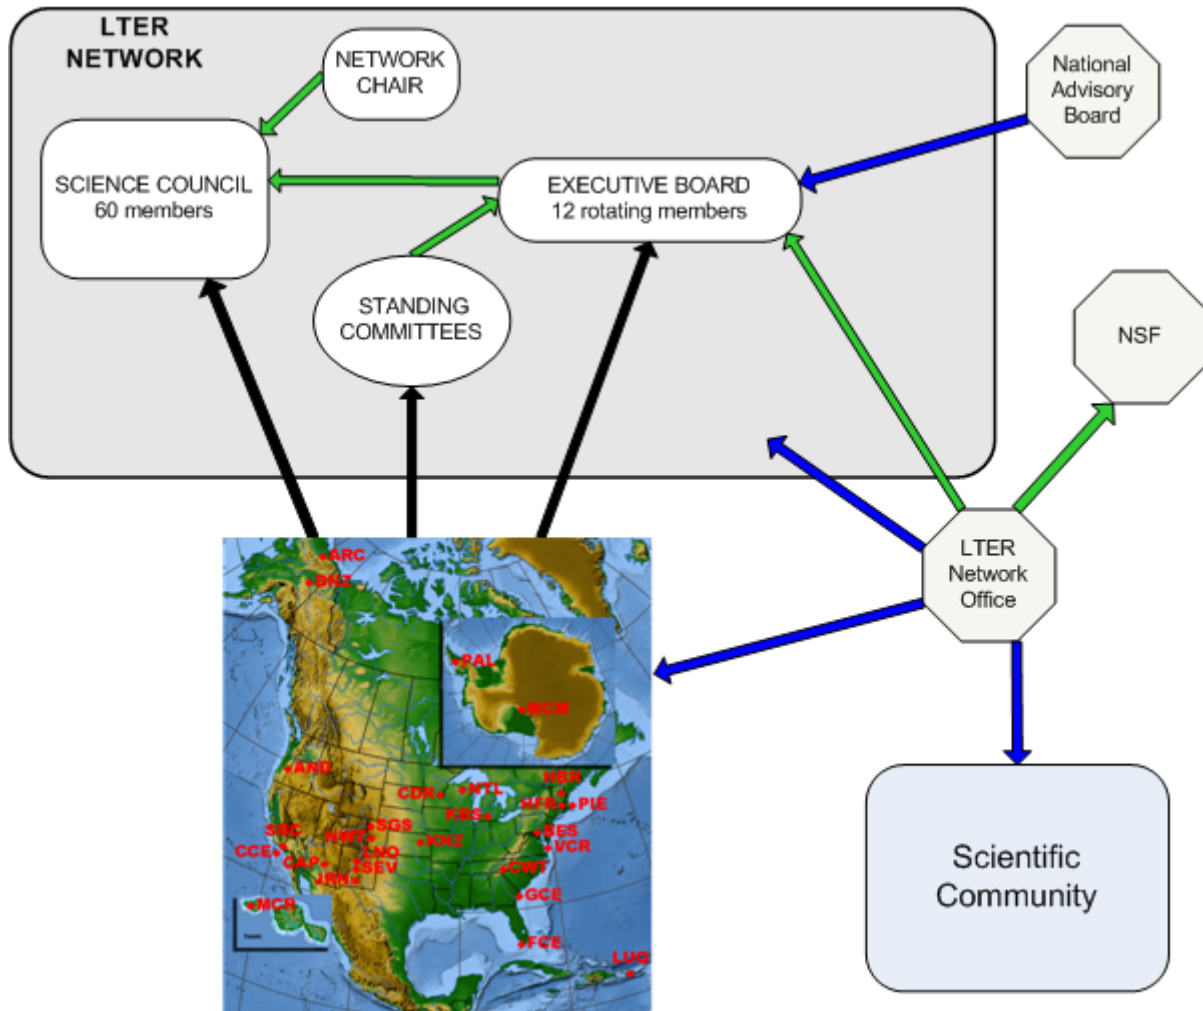 LTER
NETWORK
NETWORK
CHAIR
National
Advisory
Board
SCIENCE COUNCIL
60 members
EXECUTIVE BOARD
12 rotating members
STANDING
COMMITTEES
NSF
LTER
Network
Office
ARC
BNZ
PAL
MCM
AND
HBR
CDR
NTL
HFR
PIE
KBS
SGS
BES
SBC
NWT
KNZ
VCR
CCE
LNO
CAP
SEV
CWT
JRN
GCE
MCR
FCE
LUQ
Scientific
Community